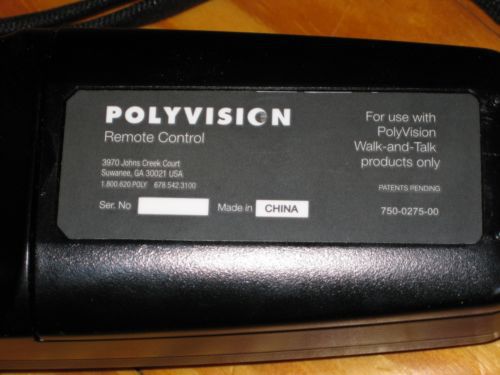 POLYVISION
Remote Control
3970 Johns Creek Court
Suwanee, GA 30021 USA
1.800.620.POLY 678.542.3100
Ser. No
Made in CHINA
For use with
PolyVision
Walk-and-Talk
products only
PATENTS PENDING
750-0275-00